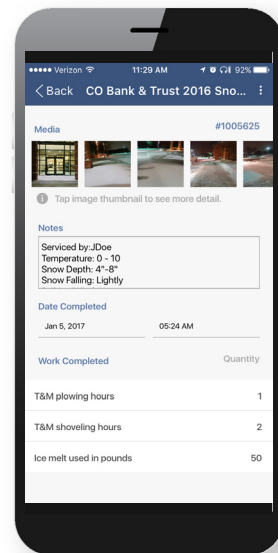 Verizon 11:29 AM 92%
Back CO Bank & Trust 2016 Sno...
Media #1005625
Tap image thumbnail to see more detail.
Notes
Serviced by:JDoe
Temperature: 0 - 10
Snow Depth: 4"-8"
Snow Falling: Lightly
Date Completed
Jan 5, 2017 05:24 AM
Work Completed Quantity
T&M plowing hours 1
T&M shoveling hours 2
Ice melt used in pounds 50